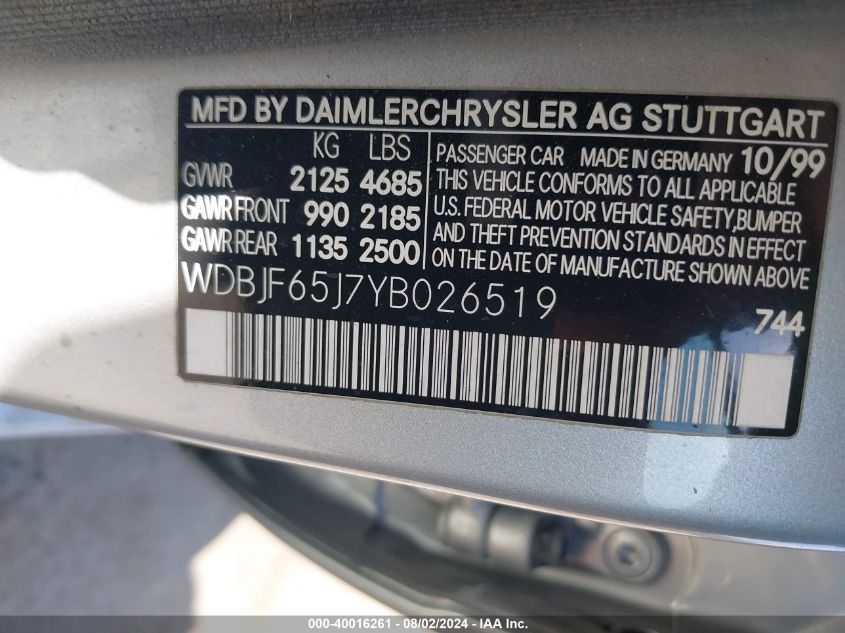 MFD BY DAIMLERCHRYSLER AG STUTTGART
KG LBS
GVWR 2125 4685
GAWR FRONT 990 2185
GAWR REAR 1135 2500
PASSENGER CAR MADE IN GERMANY 10/99
THIS VEHICLE CONFORMS TO ALL APPLICABLE
U.S. FEDERAL MOTOR VEHICLE SAFETY,BUMPER
AND THEFT PREVENTION STANDARDS IN EFFECT
ON THE DATE OF MANUFACTURE SHOWN ABOVE
WDBJF65J7YB026519
744
000-40016261 - 08/02/2024 - IAA Inc.